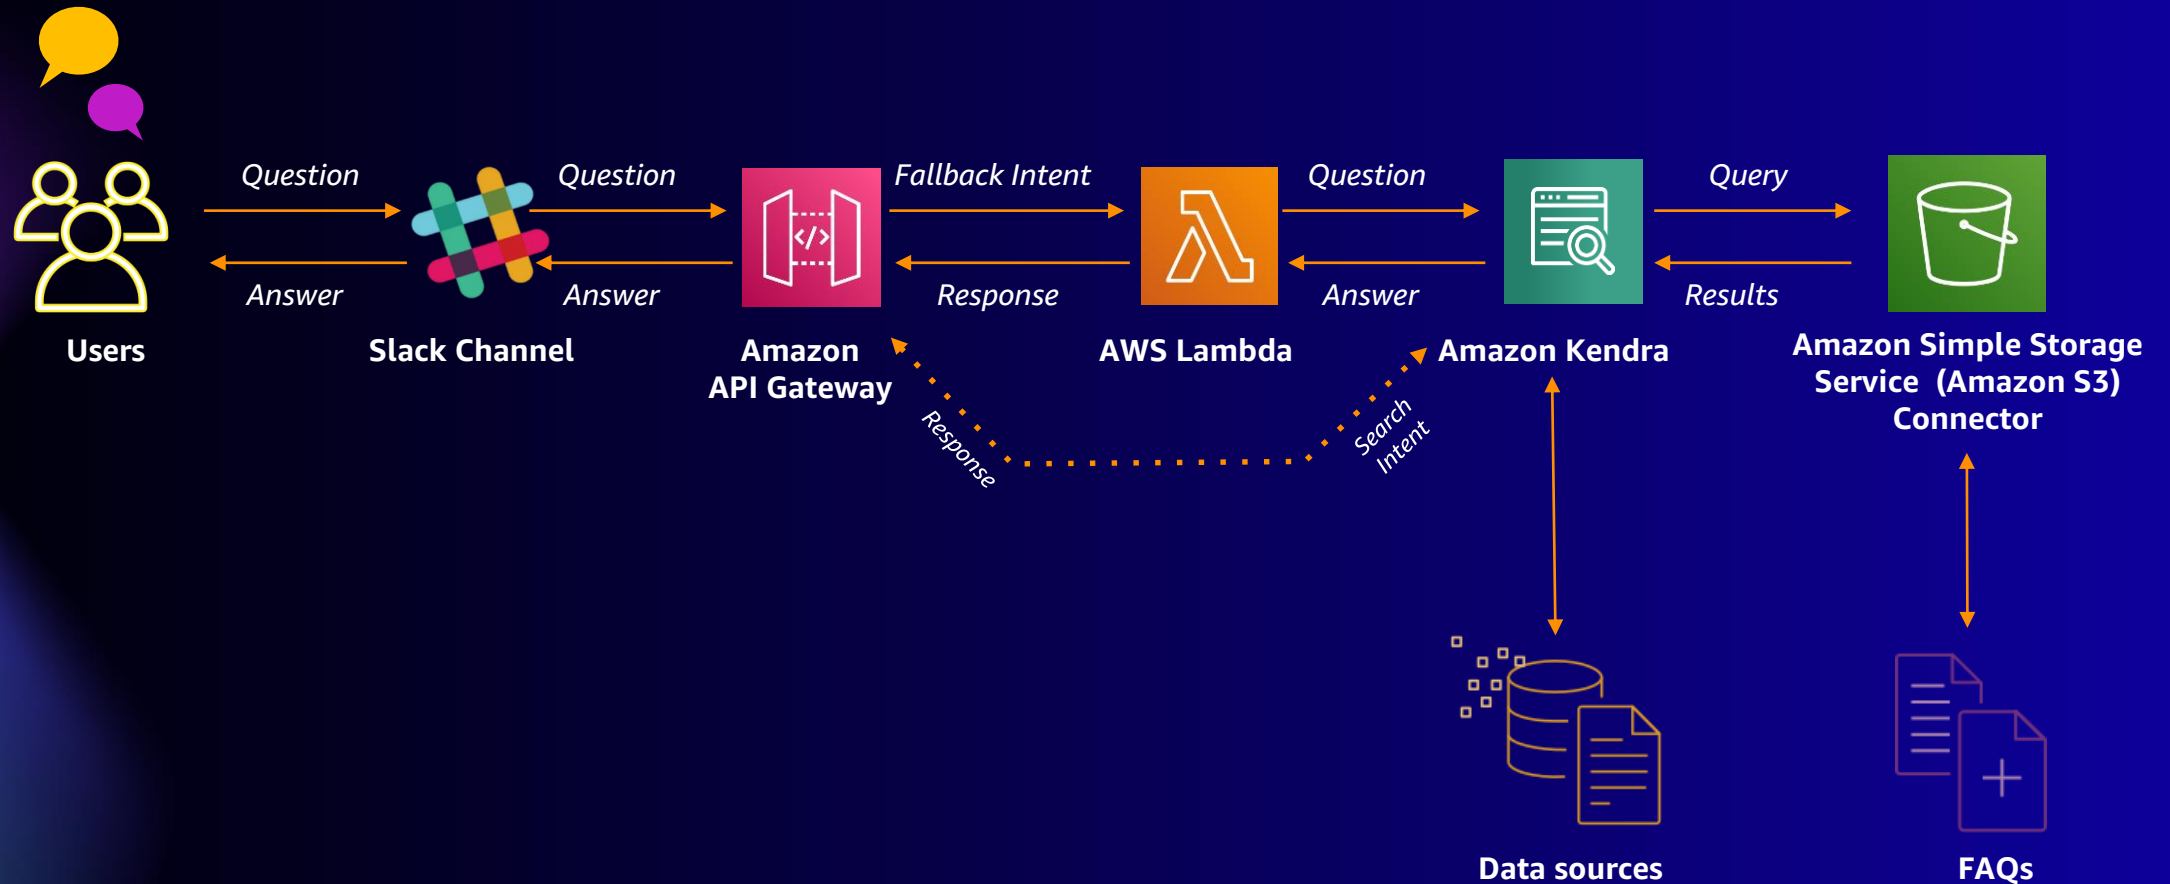 Question
Question
Fallback Intent
Question
Query
Answer
Answer
Response
Answer
Results
Users
Slack Channel
Amazon
API Gateway
AWS Lambda
Amazon Kendra
Amazon Simple Storage
Service (Amazon S3)
Connector
Response
Search
Intent
Data sources
FAQs